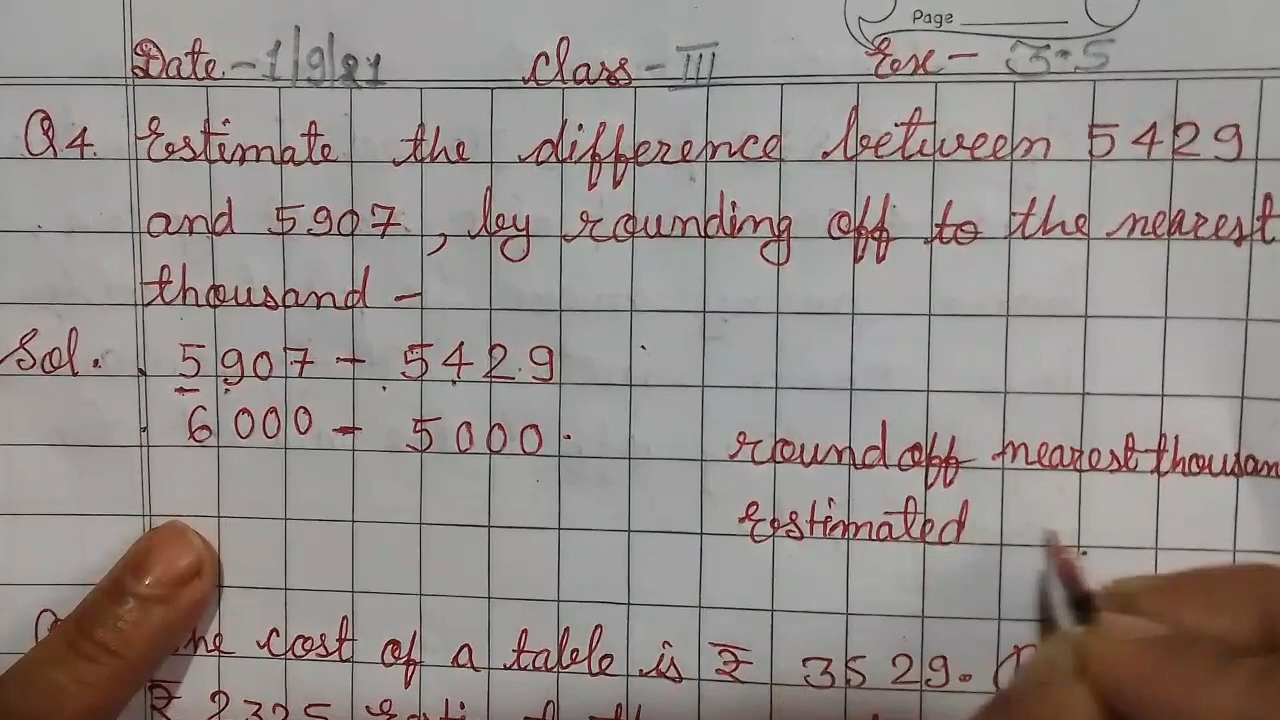 Page
Date - 1/9/21 Class - III Ex - 3.5
Q4. Estimate the difference between 5429
and 5907, by rounding off to the nearest
thousand -
Sol. 5907 - 5429
6000 - 5000.
round off nearest thousan
Estimated
he cost of a table is ₹ 3529.
₹ 2395